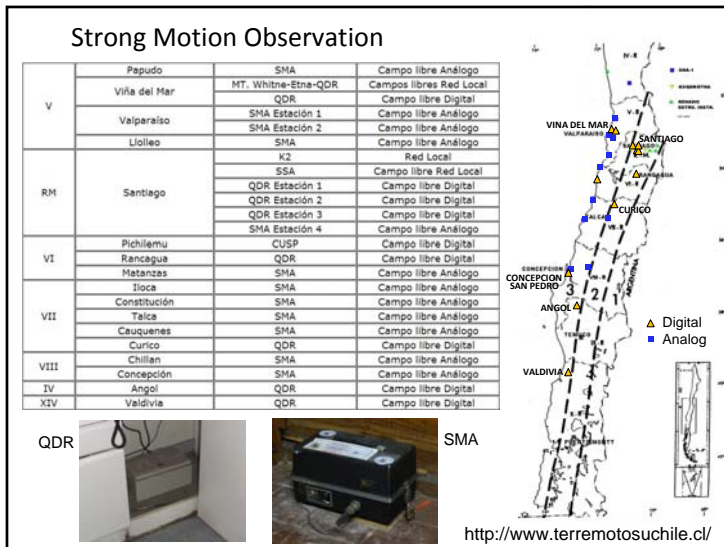 Strong Motion Observation
V
Papudo SMA Campo libre Análogo
Viña del Mar MT. Whitne-Etna-QDR Campos libres Red Local
QDR Campo libre Digital
Valparaíso SMA Estación 1 Campo libre Análogo
SMA Estación 2 Campo libre Análogo
Llolleo SMA Campo libre Análogo
RM
Santiago K2 Red Local
SSA Campo libre Red Local
QDR Estación 1 Campo libre Digital
QDR Estación 2 Campo libre Digital
QDR Estación 3 Campo libre Digital
SMA Estación 4 Campo libre Análogo
VI
Pichilemu CUSP Campo libre Digital
Rancagua QDR Campo libre Digital
Matanzas SMA Campo libre Análogo
VII
Iloca SMA Campo libre Análogo
Constitución SMA Campo libre Análogo
Talca SMA Campo libre Análogo
Cauquenes SMA Campo libre Análogo
Curico QDR Campo libre Digital
VIII
Chillan SMA Campo libre Análogo
Concepción SMA Campo libre Análogo
IV Angol QDR Campo libre Digital
XIV Valdivia QDR Campo libre Digital
VINA DEL MAR
VALPARAISO
SANTIAGO
RANCAGUA
CURICO
TALCA
CONCEPCION
CONCEPCION
SAN PEDRO
3 2 1
ARGENTINA
ANGOL
TEMUCO
VALDIVIA
Digital
Analog
QDR
SMA
http://www.terremotosuchile.cl/